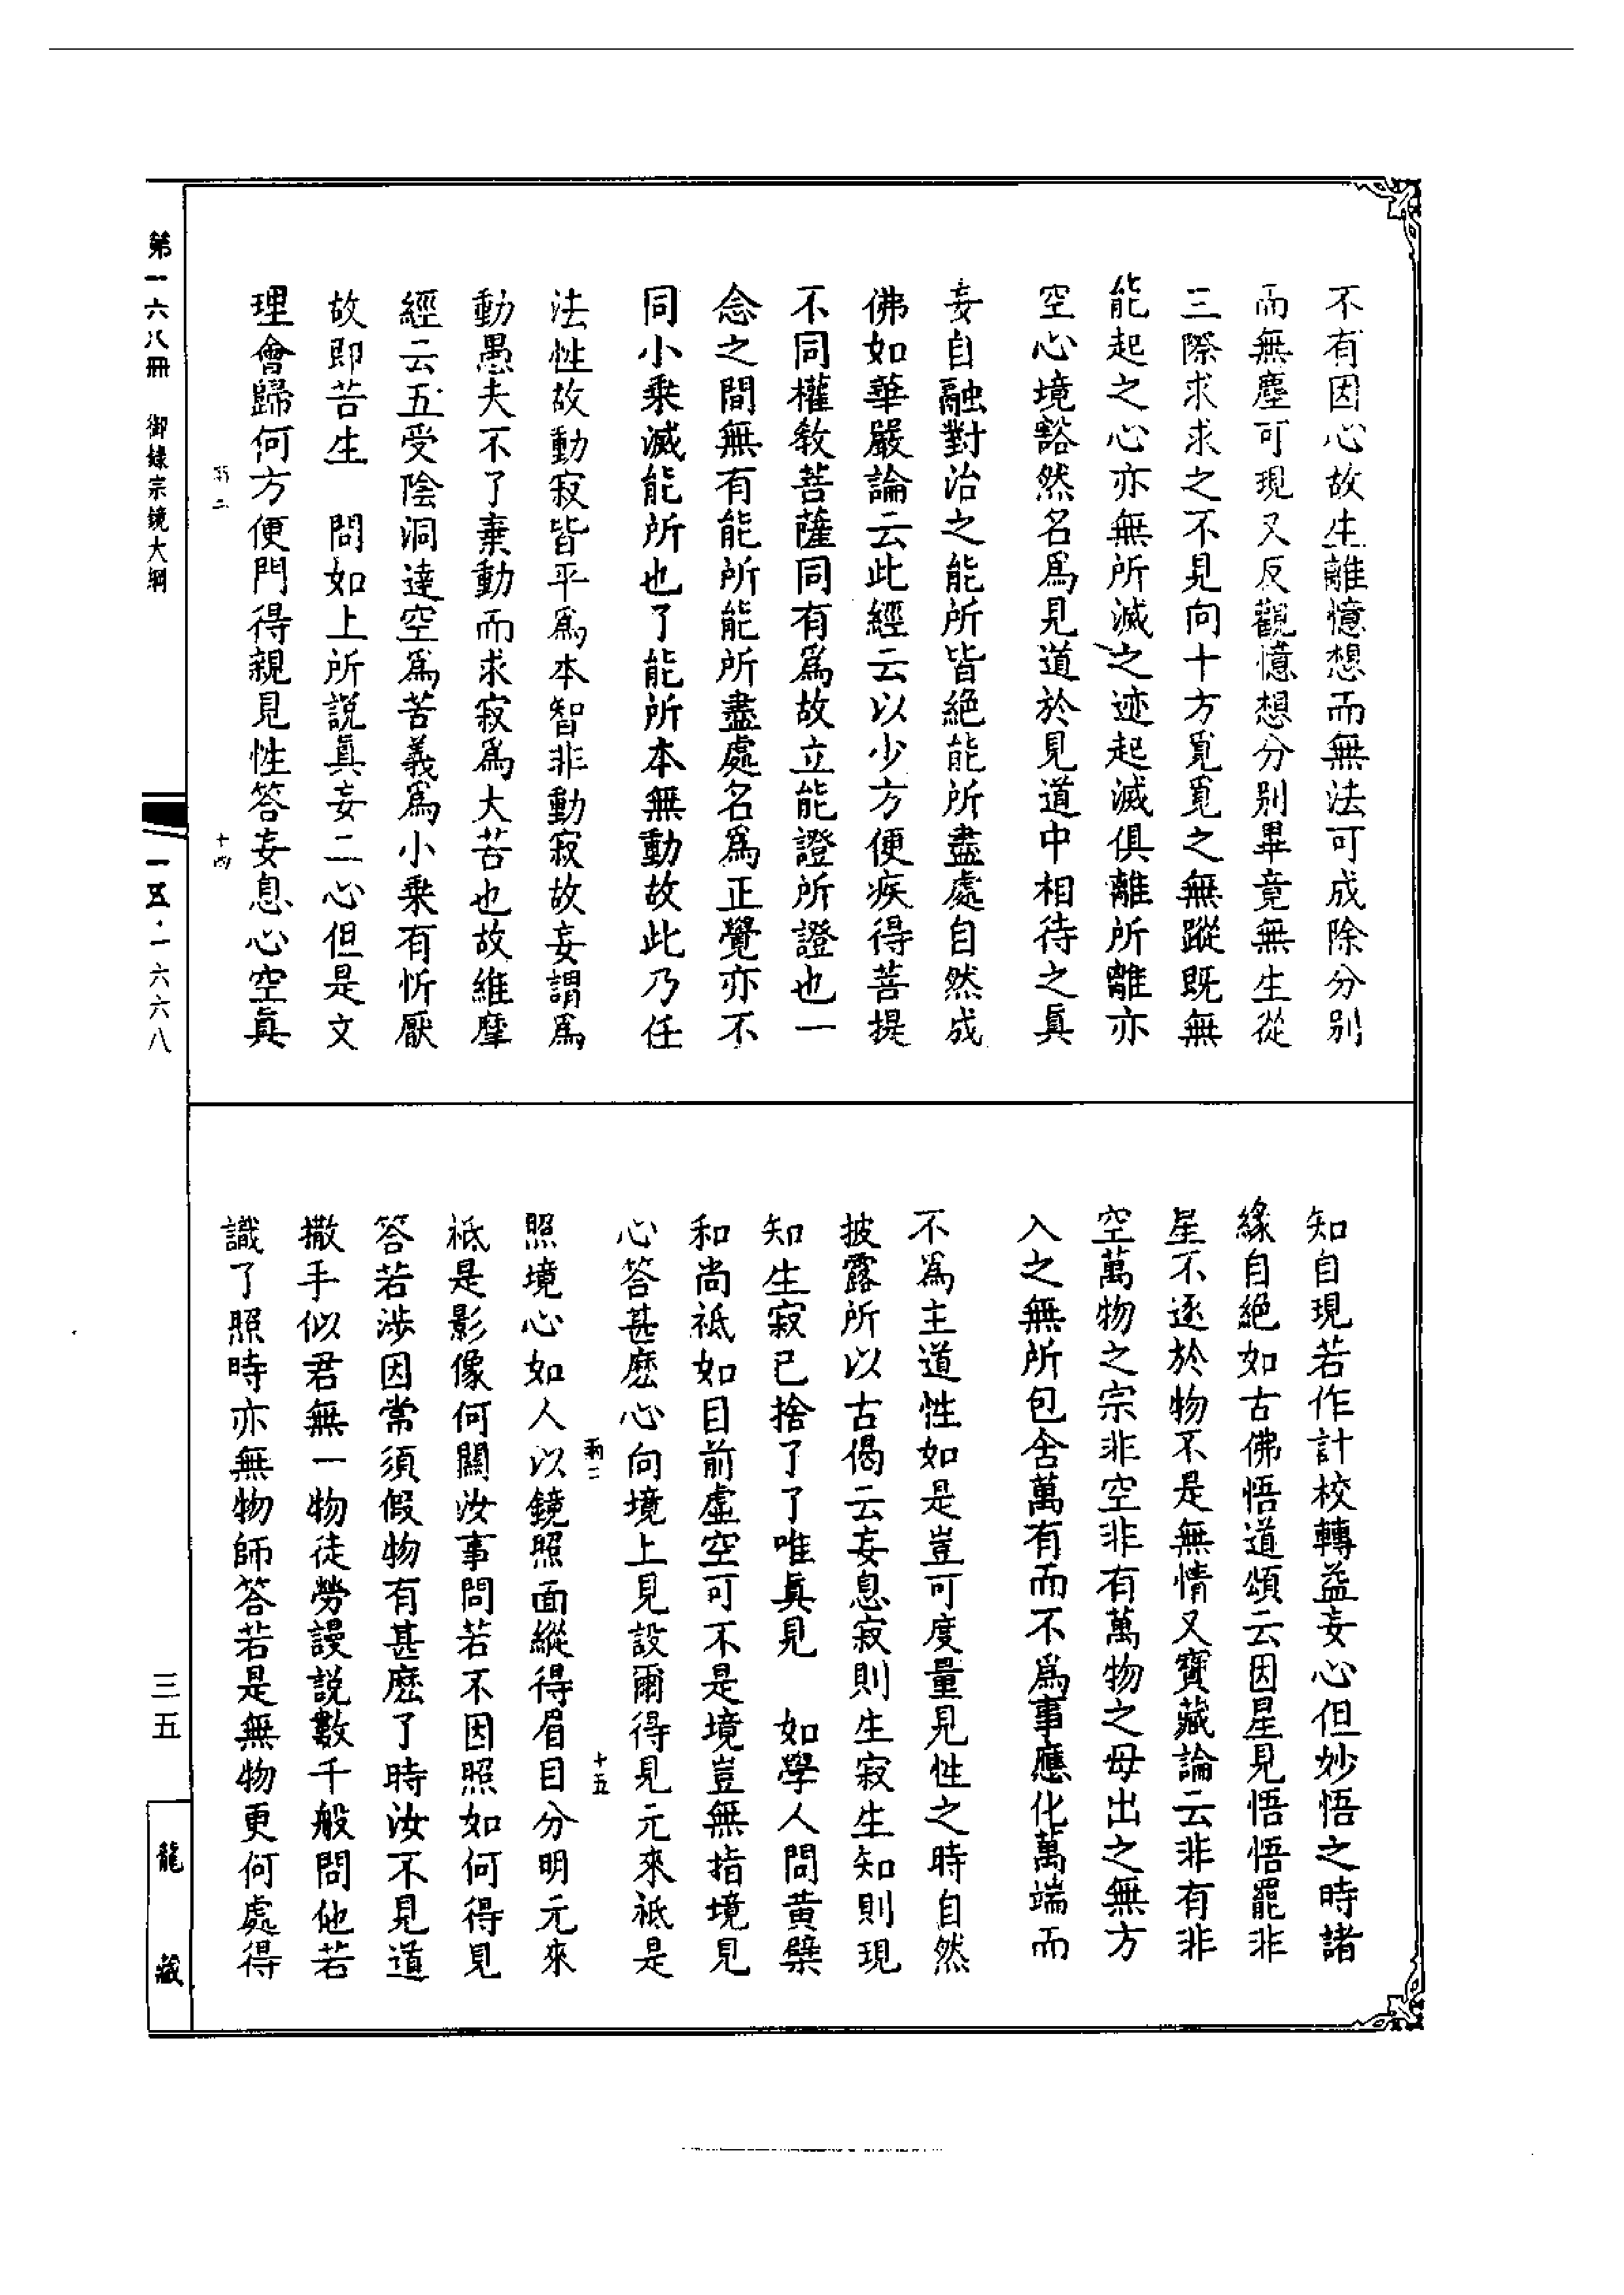 不有因心故生離憶想而無法可成除分別
而無塵可現又反觀憶想分別畢竟無生從
三際求求之不見向十方覓覓之無蹤既無
能起之心亦無所滅之迹起滅俱離所離亦
空心境豁然名爲見道於見道中相待之眞
妄自融對治之能所皆絕能所盡處自然成
佛如華嚴論云此經云以少方便疾得菩提
不同權教菩薩同有爲故立能證所證也一
念之間無有能所能所盡處名爲正覺亦不
同小乘滅能所也了能所本無動故此乃任
法性故動寂皆平爲本智非動寂故妄謂爲
動愚夫不了棄動而求寂爲大苦也故維摩
經云五受陰洞達空爲苦義爲小乘有忻厭
故即苦生　問如上所說眞妄二心但是文
理會歸何方便門得親見性答妄息心空眞
知自現若作計校轉益妄心但妙悟之時諸
緣自絕如古佛悟道頌云因星見悟悟罷非
星不逐於物不是無情又寶藏論云非有非
空萬物之宗非空非有萬物之母出之無方
入之無所包含萬有而不爲事應化萬端而
不爲主道性如是豈可度量見性之時自然
披露所以古偈云妄息寂則生寂生知則現
知生寂已捨了了唯眞見　如學人問黃檗
和尚祇如目前虛空可不是境豈無指境見
心答甚麽心向境上見設爾得見元來祇是
照境心如人以鏡照面縱得眉目分明元來
祇是影像何關汝事問若不因照如何得見
答若涉因常須假物有甚麽了時汝不見道
撒手似君無一物徒勞謾説數千般問他若
識了照時亦無物師答若是無物更何處得
第一六八冊　御錄宗鏡大綱
一五·一六六八
三五
龍藏
十四
十五